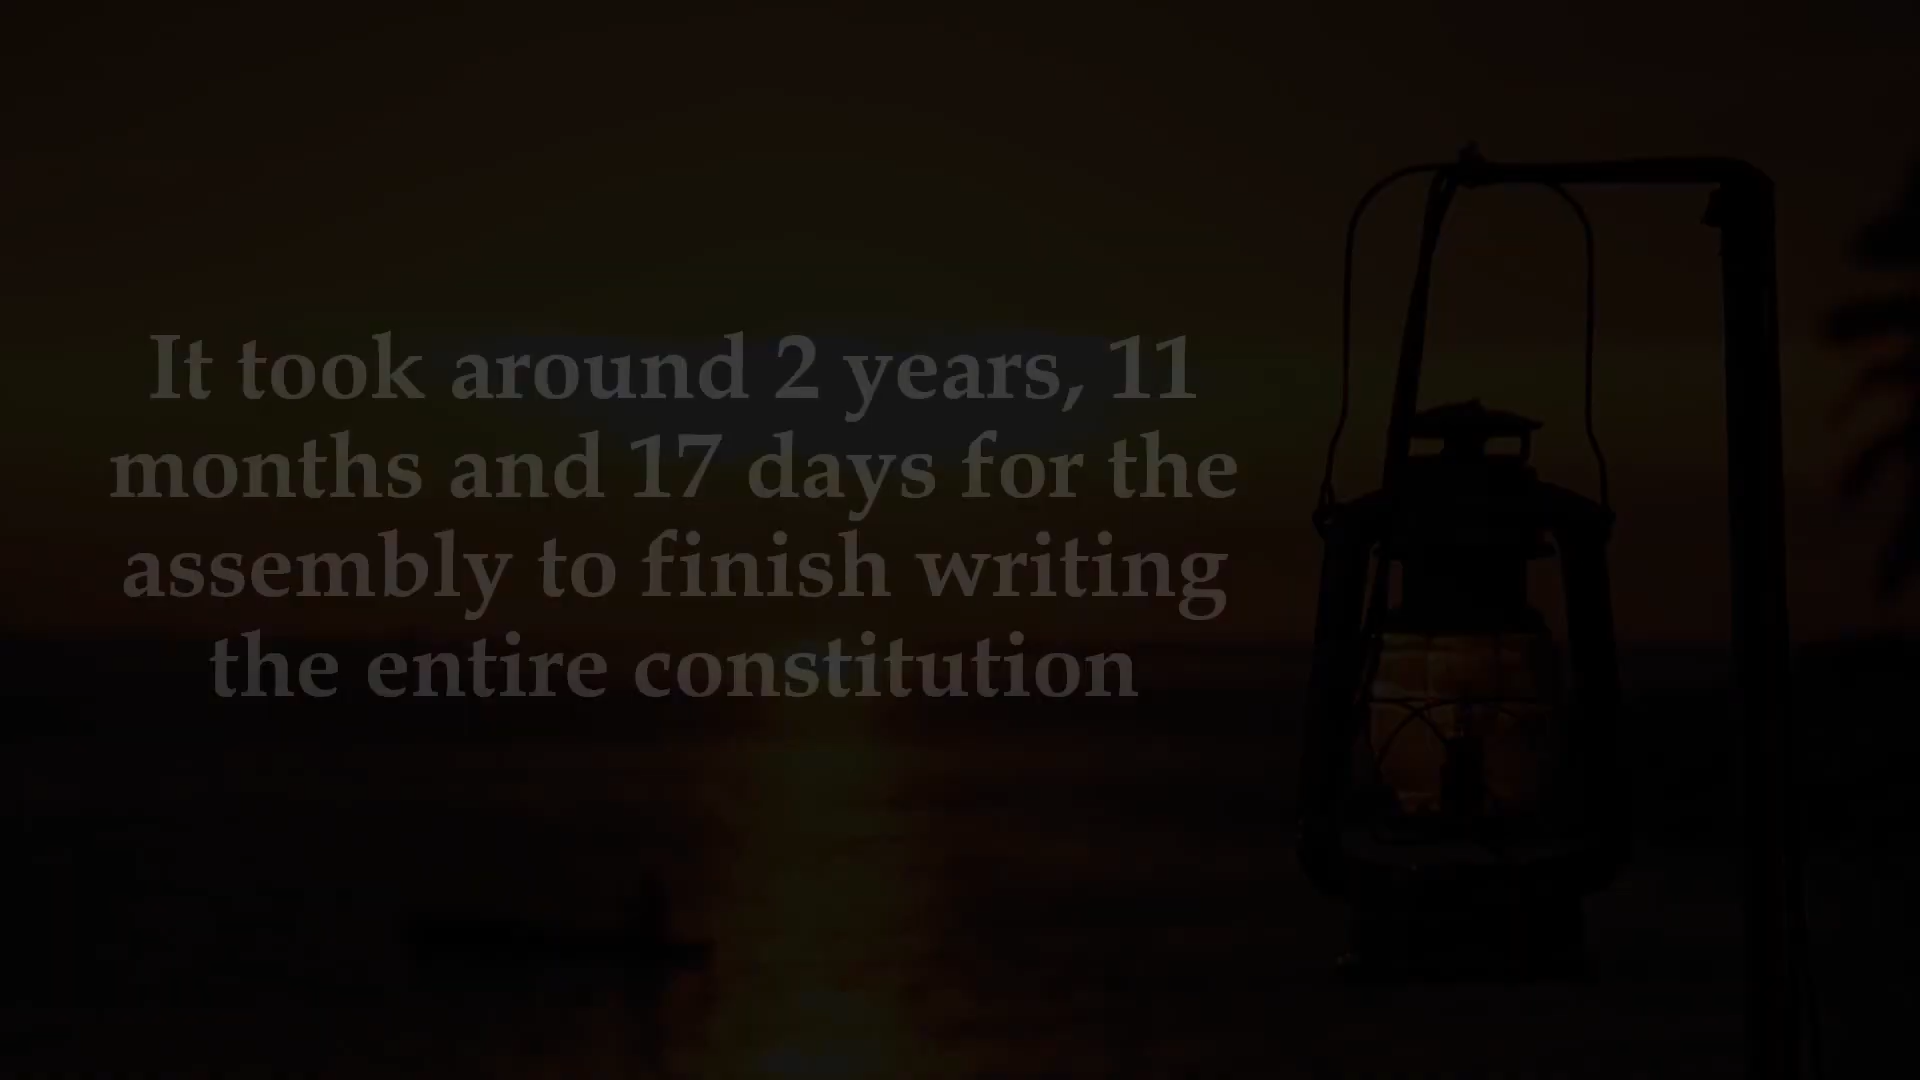 It took around 2 years, 11
months and 17 days for the
assembly to finish writing
the entire constitution